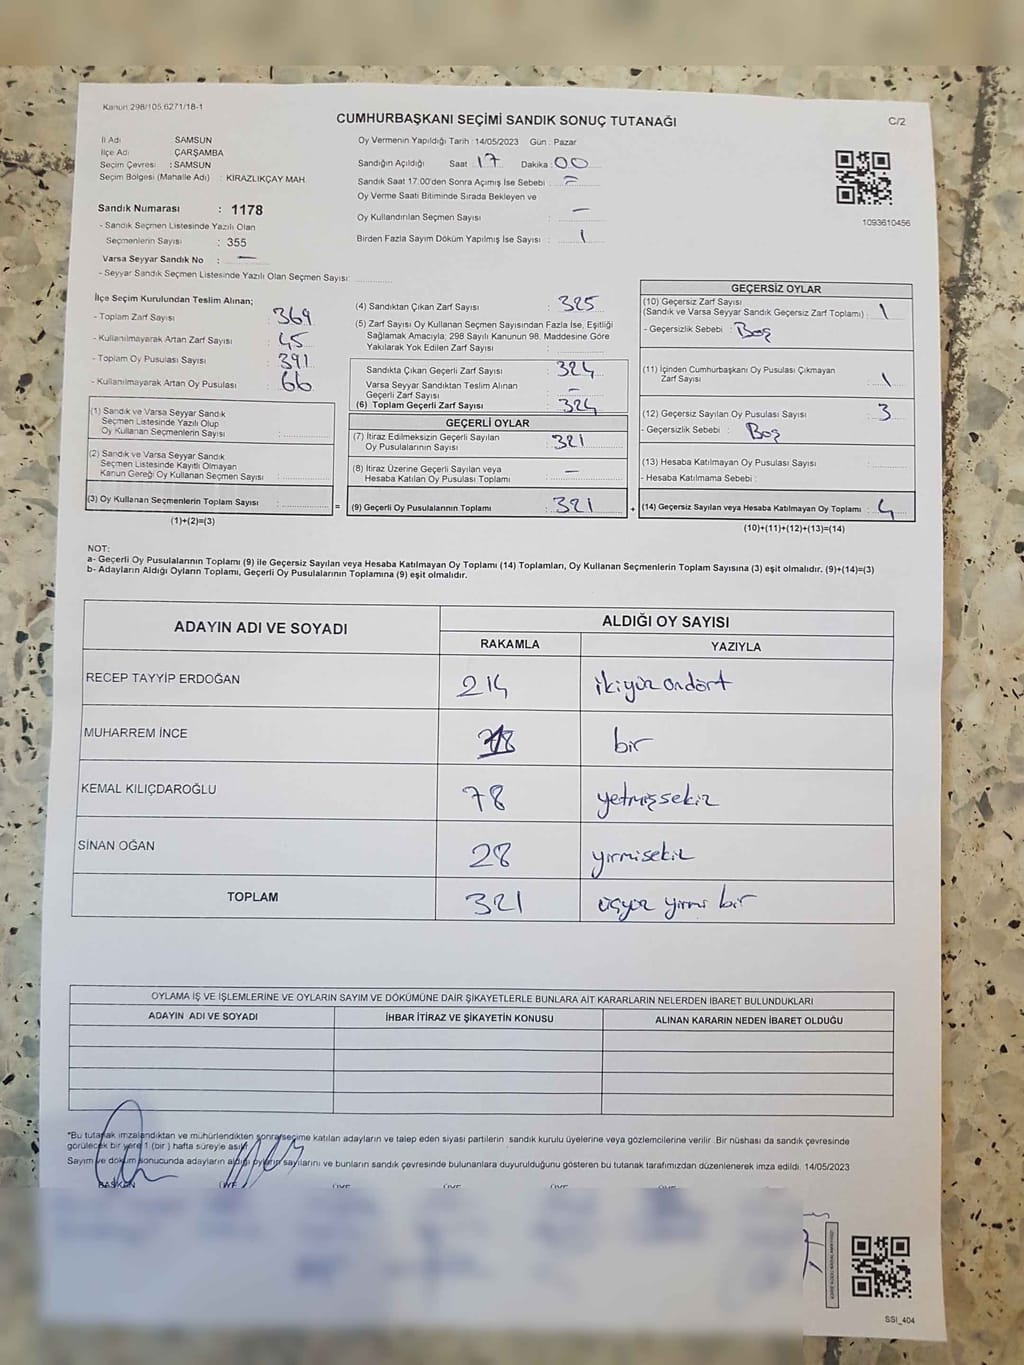 Kanun 298/105,6271/18-1
CUMHURBAŞKANI SEÇİMİ SANDIK SONUÇ TUTANAĞI
C/2
İl Adı SAMSUN
İlçe Adı ÇARŞAMBA
Seçim Çevresi : SAMSUN
Seçim Bölgesi (Mahalle Adı) : KİRAZLIKÇAY MAH.
Sandık Numarası : 1178
- Sandık Seçmen Listesinde Yazılı Olan
Seçmenlerin Sayısı : 355
Varsa Seyyar Sandık No : —
- Seyyar Sandık Seçmen Listesinde Yazılı Olan Seçmen Sayısı:
Oy Vermenin Yapıldığı Tarih : 14/05/2023 Gün : Pazar
Sandığın Açıldığı Saat : 17 Dakika : 00
Sandık Saat 17.00'den Sonra Açılmış İse Sebebi : –
Oy Verme Saati Bitiminde Sırada Bekleyen ve
Oy Kullandırılan Seçmen Sayısı : —
Birden Fazla Sayım Döküm Yapılmış İse Sayısı : 1
1093610456
İlçe Seçim Kurulundan Teslim Alınan;
- Toplam Zarf Sayısı : 369
- Kullanılmayarak Artan Zarf Sayısı : 45
- Toplam Oy Pusulası Sayısı : 391
- Kullanılmayarak Artan Oy Pusulası : 66
(1) Sandık ve Varsa Seyyar Sandık
Seçmen Listesinde Yazılı Olup
Oy Kullanan Seçmenlerin Sayısı :
(2) Sandık ve Varsa Seyyar Sandık
Seçmen Listesinde Kayıtlı Olmayan
Kanun Gereği Oy Kullanan Seçmen Sayısı :
(3) Oy Kullanan Seçmenlerin Toplam Sayısı :
(1)+(2)=(3)
=
(4) Sandıktan Çıkan Zarf Sayısı : 325
(5) Zarf Sayısı Oy Kullanan Seçmen Sayısından Fazla İse, Eşitliği
Sağlamak Amacıyla; 298 Sayılı Kanunun 98. Maddesine Göre
Yakılarak Yok Edilen Zarf Sayısı :
Sandıkta Çıkan Geçerli Zarf Sayısı : 324
Varsa Seyyar Sandıktan Teslim Alınan
Geçerli Zarf Sayısı : –
(6) Toplam Geçerli Zarf Sayısı : 324
GEÇERLİ OYLAR
(7) İtiraz Edilmeksizin Geçerli Sayılan
Oy Pusulalarının Sayısı : 321
(8) İtiraz Üzerine Geçerli Sayılan veya
Hesaba Katılan Oy Pusulası Toplamı : —
(9) Geçerli Oy Pusulalarının Toplamı : 321
+
GEÇERSİZ OYLAR
(10) Geçersiz Zarf Sayısı
(Sandık ve Varsa Seyyar Sandık Geçersiz Zarf Toplamı) : 1
- Geçersizlik Sebebi : Boş
(11) İçinden Cumhurbaşkanı Oy Pusulası Çıkmayan
Zarf Sayısı : \
(12) Geçersiz Sayılan Oy Pusulası Sayısı : 3
- Geçersizlik Sebebi : Boş
(13) Hesaba Katılmayan Oy Pusulası Sayısı :
- Hesaba Katılmama Sebebi :
(14) Geçersiz Sayılan veya Hesaba Katılmayan Oy Toplamı : 4
(10)+(11)+(12)+(13)=(14)
NOT:
a- Geçerli Oy Pusulalarının Toplamı (9) ile Geçersiz Sayılan veya Hesaba Katılmayan Oy Toplamı (14) Toplamları, Oy Kullanan Seçmenlerin Toplam Sayısına (3) eşit olmalıdır. (9)+(14)=(3)
b- Adayların Aldığı Oyların Toplamı, Geçerli Oy Pusulalarının Toplamına (9) eşit olmalıdır.
ADAYIN ADI VE SOYADI ALDIĞI OY SAYISI
RAKAMLA YAZIYLA
RECEP TAYYİP ERDOĞAN 214 ikiyüz ondört
MUHARREM İNCE bir
KEMAL KILIÇDAROĞLU 78 yetmişsekiz
SİNAN OĞAN 28 yirmisekiz
TOPLAM 321 üçyüz yirmi bir
OYLAMA İŞ VE İŞLEMLERİNE VE OYLARIN SAYIM VE DÖKÜMÜNE DAİR ŞİKAYETLERLE BUNLARA AİT KARARLARIN NELERDEN İBARET BULUNDUKLARI
ADAYIN ADI VE SOYADI İHBAR İTİRAZ VE ŞİKAYETİN KONUSU ALINAN KARARIN NEDEN İBARET OLDUĞU
"Bu tutanak imzalandıktan ve mühürlendikten sonra seçime katılan adayların ve talep eden siyasi partilerin sandık kurulu üyelerine veya gözlemcilerine verilir. Bir nüshası da sandık çevresinde
görülecek bir yere 1 (bir) hafta süreyle asılır.
Sayım ve döküm sonucunda adayların aldığı oyların sayılarını ve bunların sandık çevresinde bulunanlara duyurulduğunu gösteren bu tutanak tarafımızdan düzenlenerek imza edildi. 14/05/2023
BAŞKAN ÜYE ÜYE ÜYE ÜYE ÜYE ÜYE
SSI_404